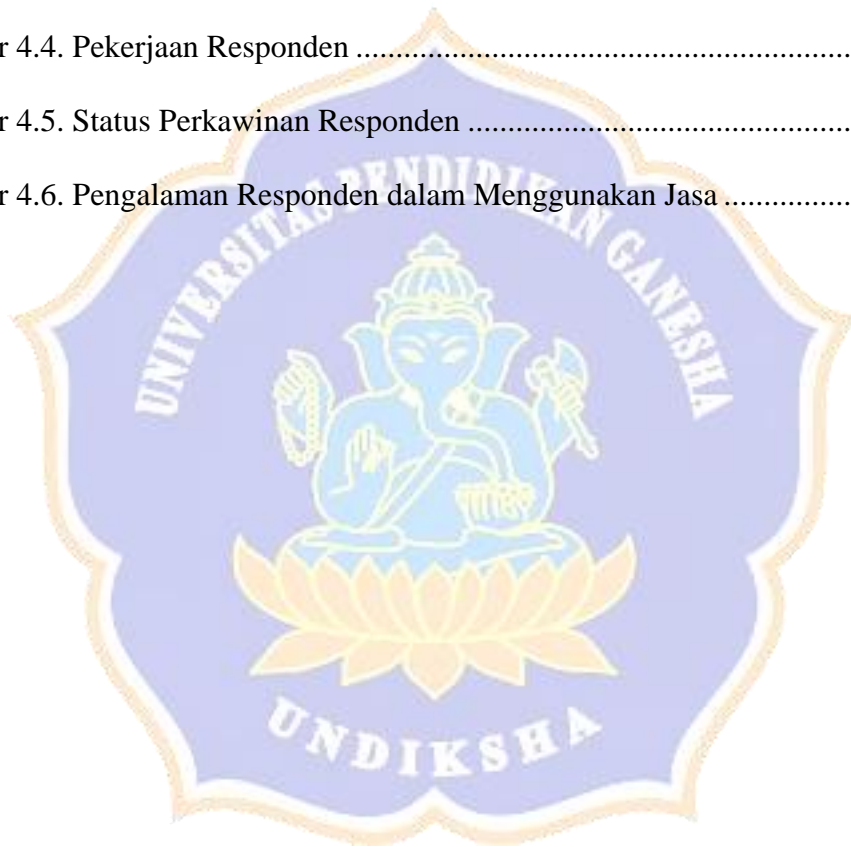 r 4.4. Pekerjaan Responden ..............................................................
r 4.5. Status Perkawinan Responden ................................................
r 4.6. Pengalaman Responden dalam Menggunakan Jasa ................
UNIVERSITAS PENDIDIKAN GANESHA
UNDIKSHA